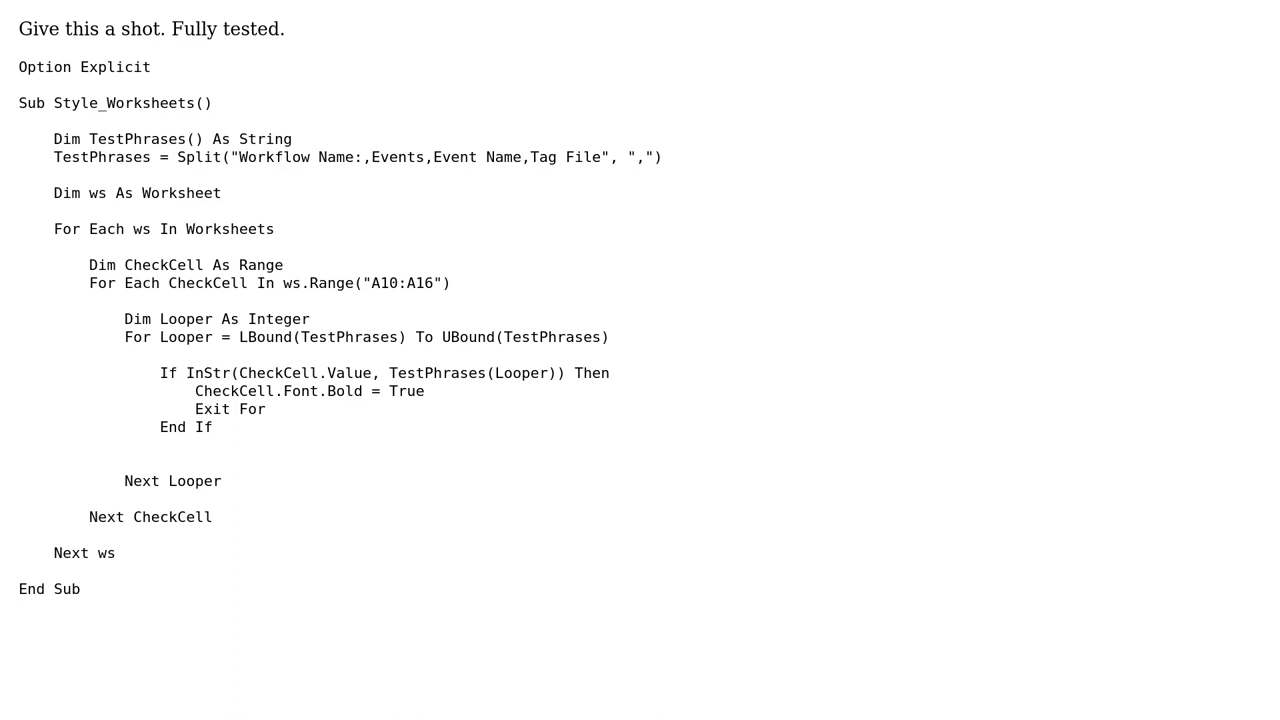 Give this a shot. Fully tested.
Option Explicit
Sub Style_Worksheets()
    Dim TestPhrases() As String
    TestPhrases = Split("Workflow Name:,Events,Event Name,Tag File", ",")
    Dim ws As Worksheet
    For Each ws In Worksheets
        Dim CheckCell As Range
        For Each CheckCell In ws.Range("A10:A16")
            Dim Looper As Integer
            For Looper = LBound(TestPhrases) To UBound(TestPhrases)
                If InStr(CheckCell.Value, TestPhrases(Looper)) Then
                    CheckCell.Font.Bold = True
                    Exit For
                End If
            Next Looper
        Next CheckCell
    Next ws
End Sub